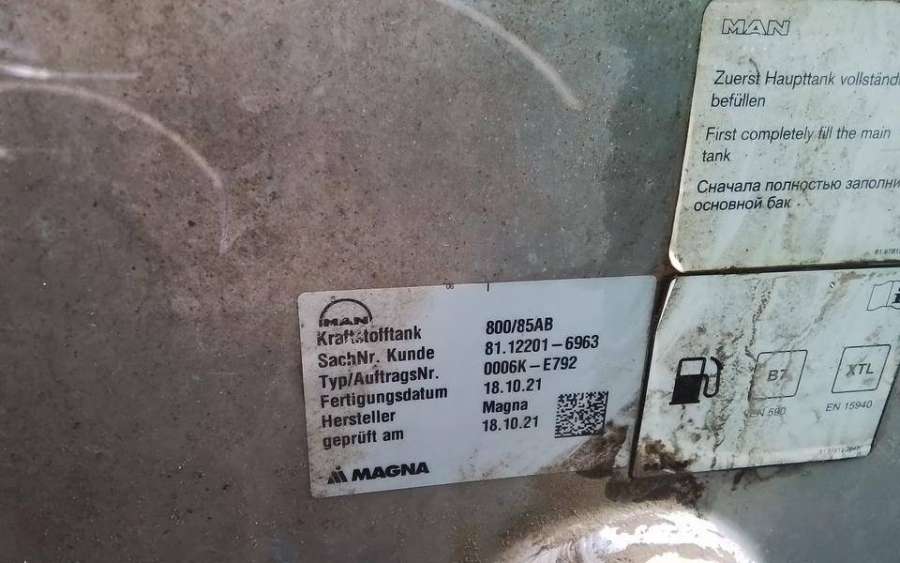 MAN
Zuerst Haupttank vollständi
befüllen
First completely fill the main
tank
Сначала полностью заполни
основной бак
MAN
Kraftstofftank 800/85AB
SachNr. Kunde 81.12201-6963
Typ/AuftragsNr. 0006K-E792
Fertigungsdatum 18.10.21
Hersteller Magna
geprüft am 18.10.21
MAGNA
B7 XTL
EN 590 EN 15940